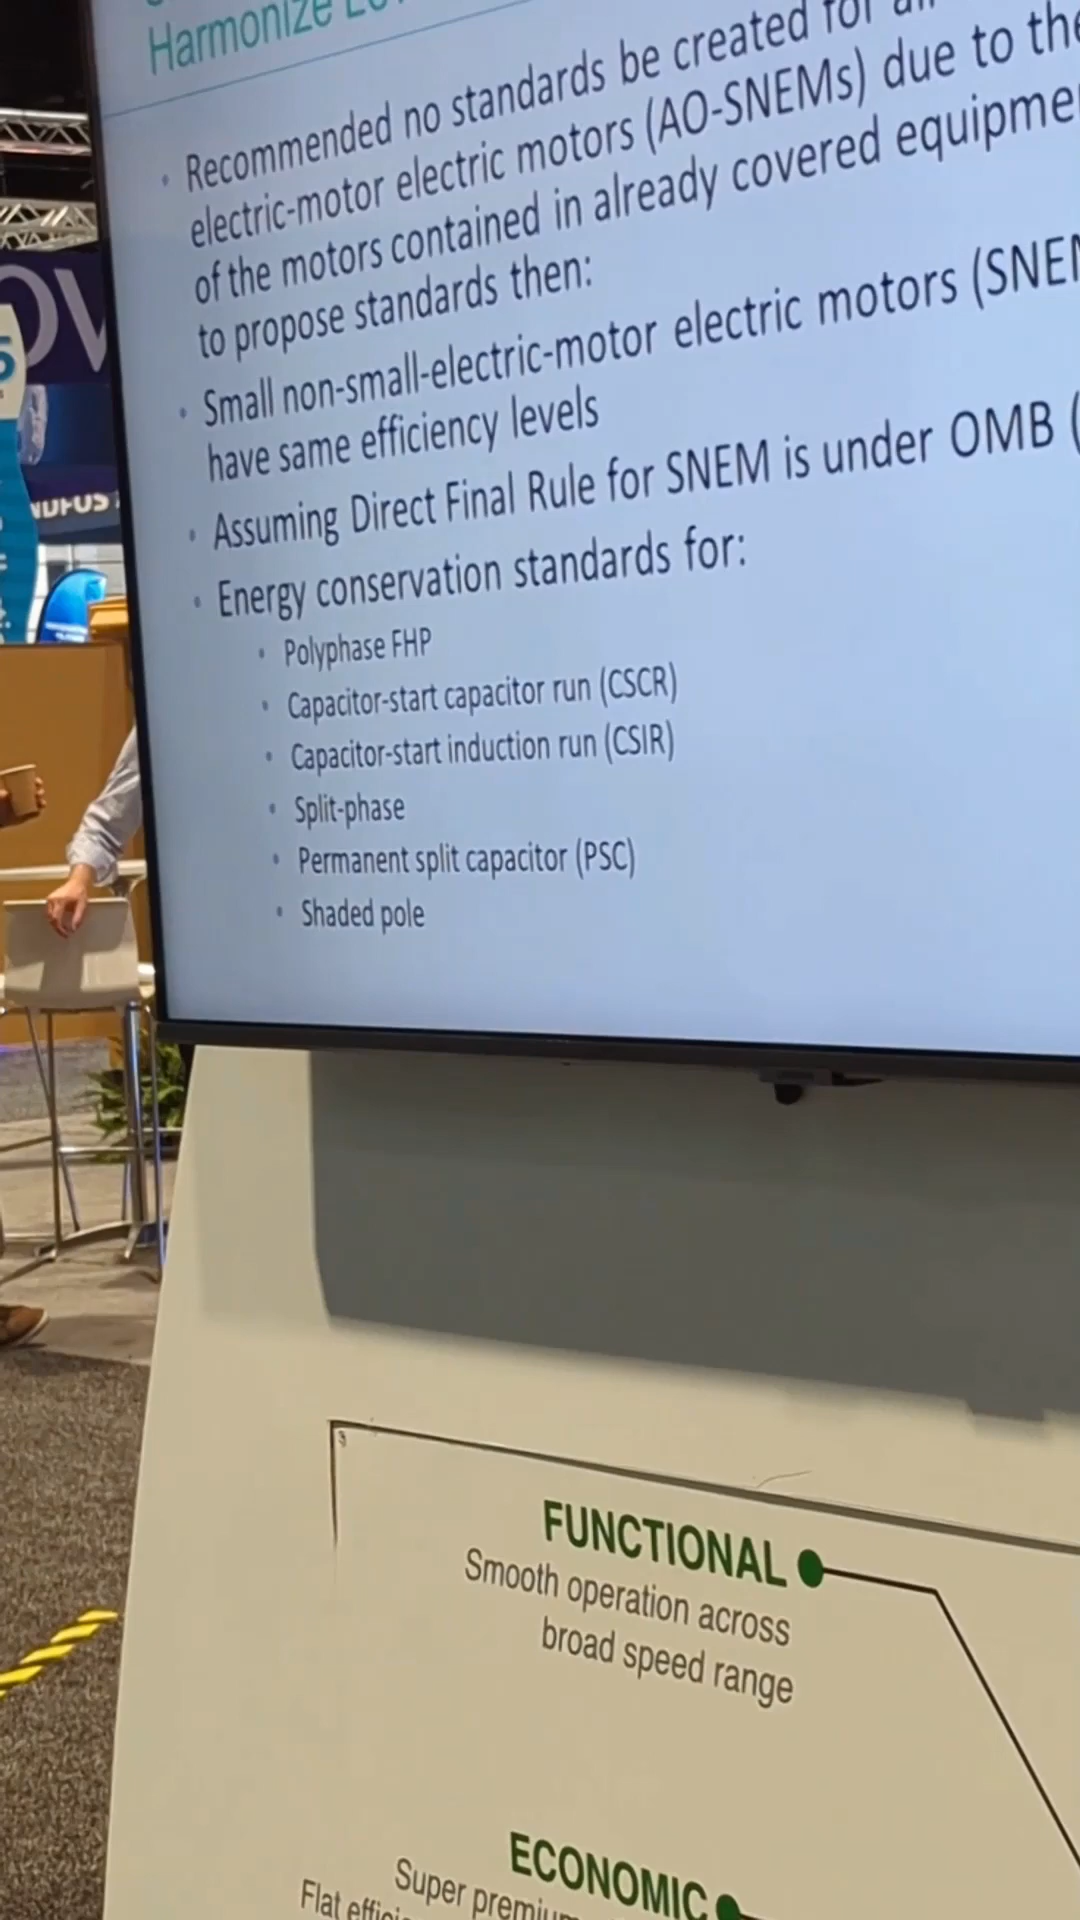 Harmonize
Recommended no standards be created for
electric-motor electric motors (AO-SNEMs) due to the
of the motors contained in already covered
to propose standards then:
Small non-small-electric-motor electric motors
have same efficiency levels
Assuming Direct Final Rule for SNEM is under OMB (
Energy conservation standards for:
Polyphase FHP
Capacitor-start capacitor run (CSCR)
Capacitor-start induction run (CSIR)
Split-phase
Permanent split capacitor (PSC)
Shaded pole
FUNCTIONAL
Smooth operation across
broad speed range
ECONOMIC
Super
Flat